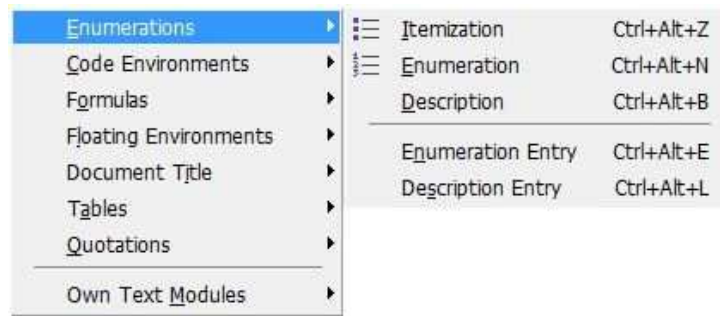 Enumerations
Code Environments
Formulas
Floating Environments
Document Title
Tables
Quotations
Own Text Modules
Itemization Ctrl+Alt+Z
Enumeration Ctrl+Alt+N
Description Ctrl+Alt+B
Enumeration Entry Ctrl+Alt+E
Description Entry Ctrl+Alt+L